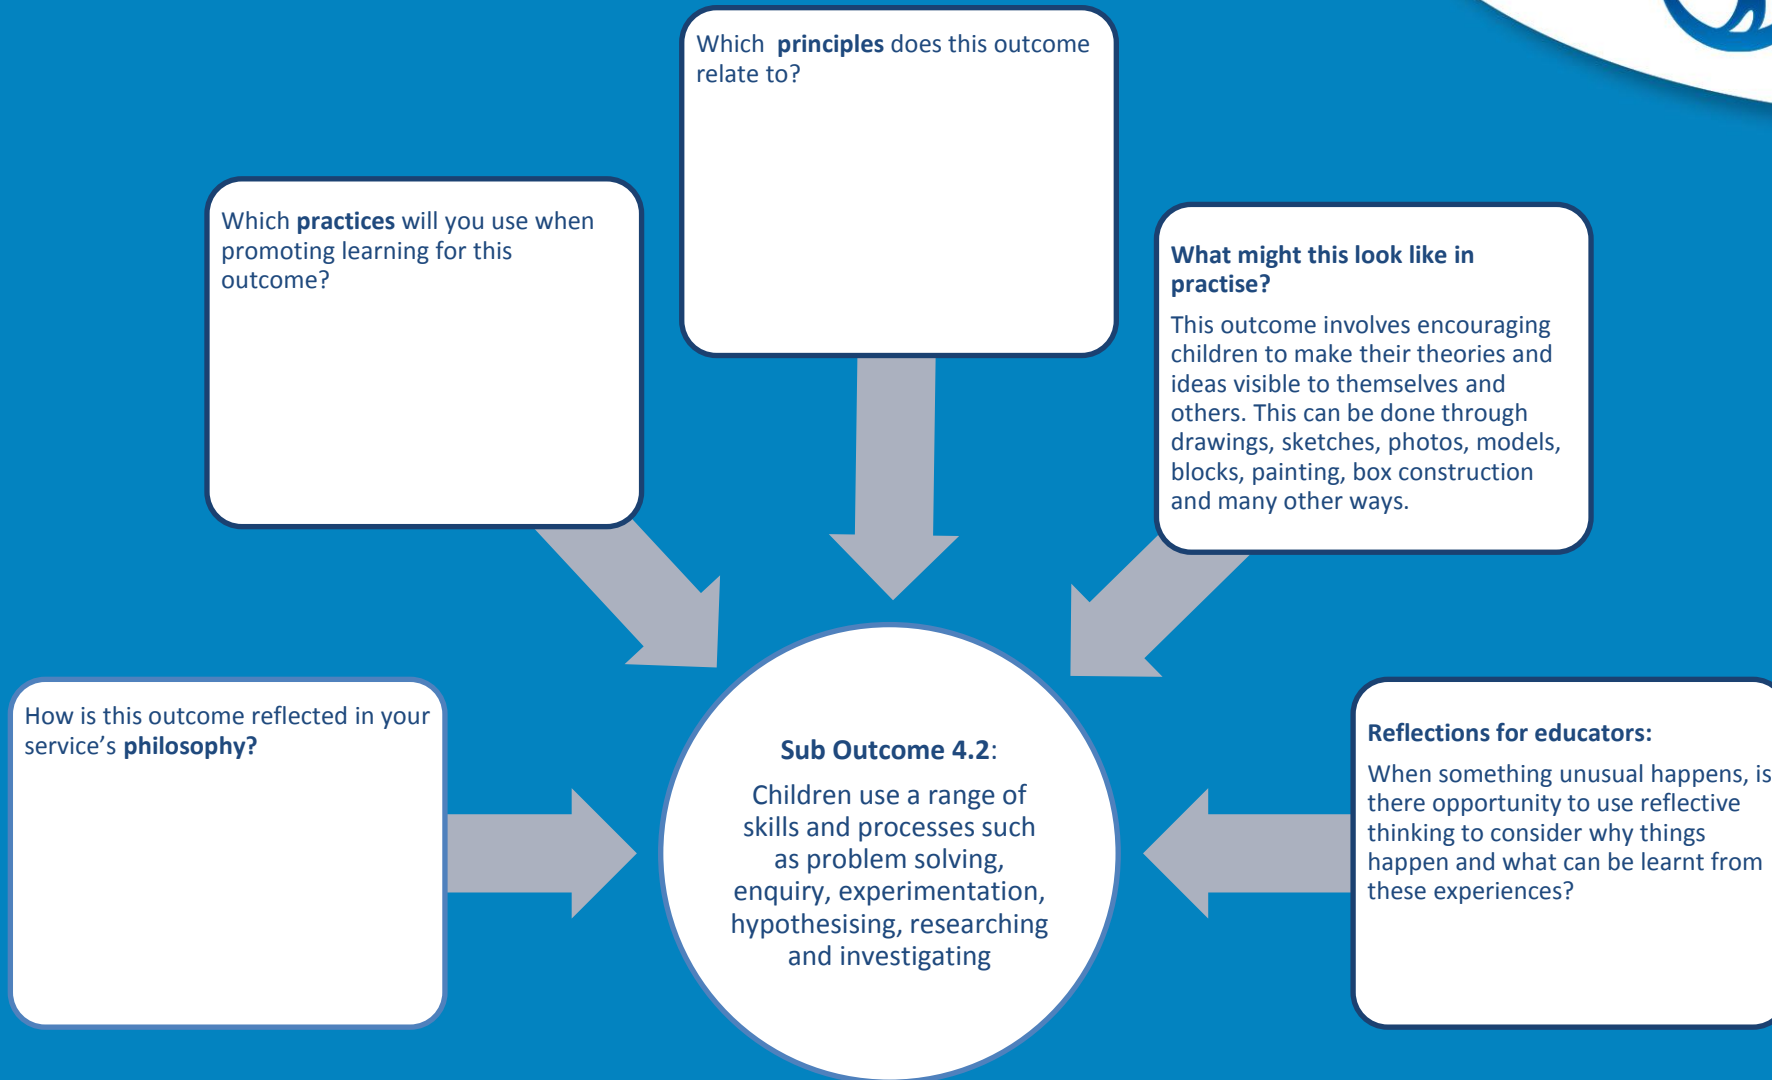 Which principles does this outcome
relate to?
Which practices will you use when
promoting learning for this
outcome?
What might this look like in
practise?
This outcome involves encouraging
children to make their theories and
ideas visible to themselves and
others. This can be done through
drawings, sketches, photos, models,
blocks, painting, box construction
and many other ways.
How is this outcome reflected in your
service’s philosophy?
Sub Outcome 4.2:
Children use a range of
skills and processes such
as problem solving,
enquiry, experimentation,
hypothesising, researching
and investigating
Reflections for educators:
When something unusual happens, is
there opportunity to use reflective
thinking to consider why things
happen and what can be learnt from
these experiences?